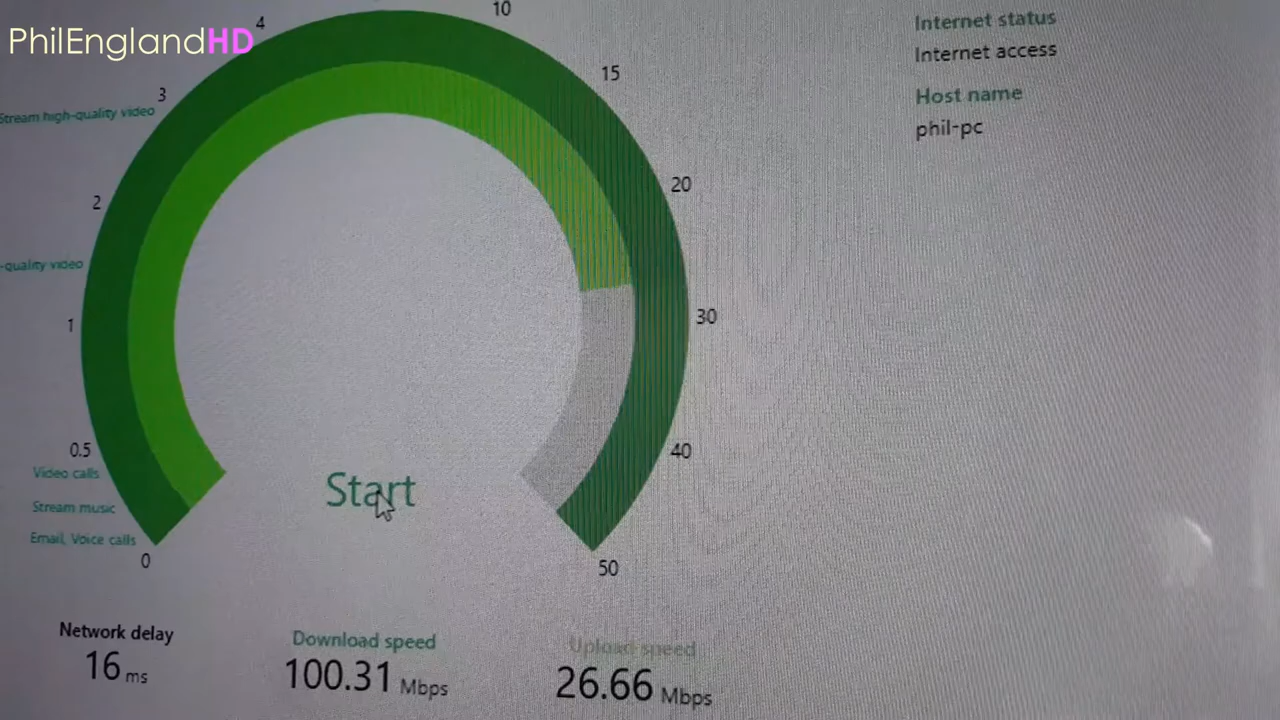 PhilEnglandHD
4
10
3
15
Stream high-quality video
2
20
-quality video
1
30
0.5
40
Video calls
Stream music
Email, Voice calls
0
50
Start
Network delay
16 ms
Download speed
100.31 Mbps
Upload speed
26.66 Mbps
Internet status
Internet access
Host name
phil-pc